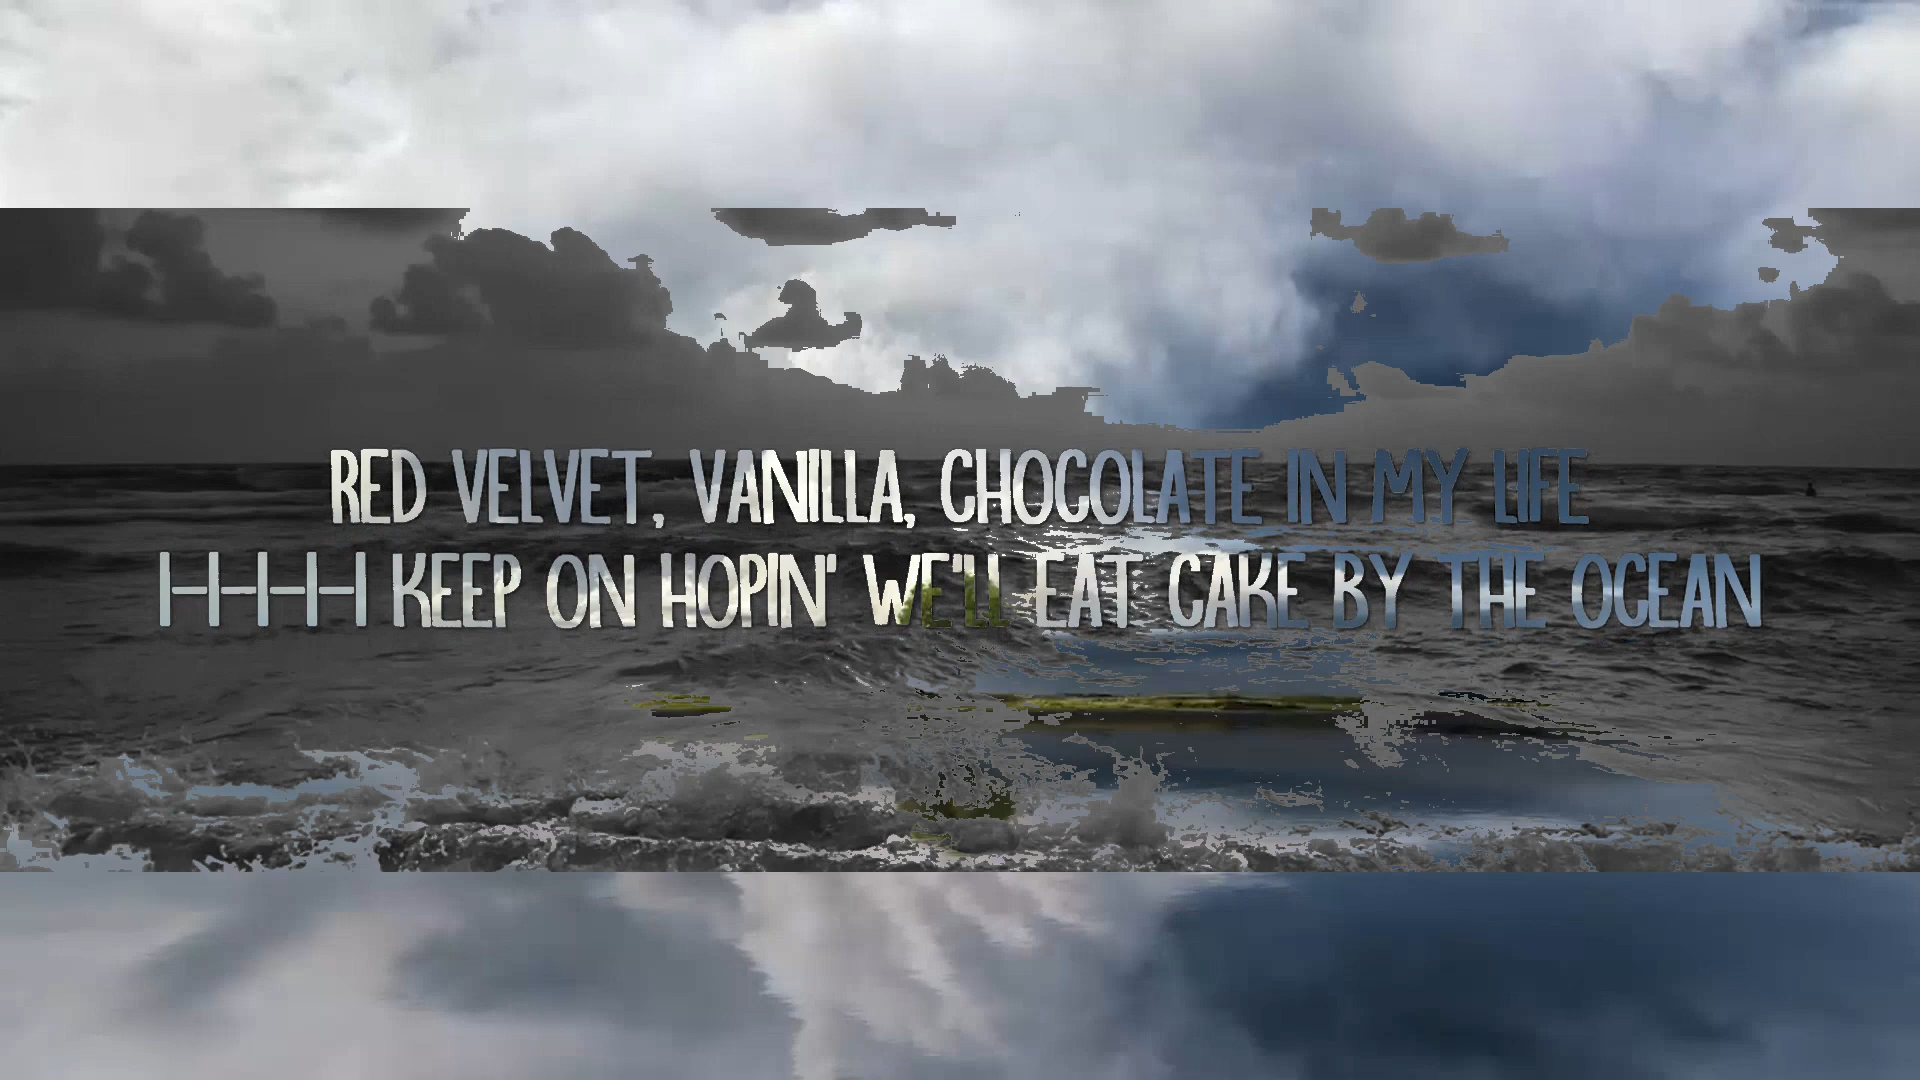 RED VELVET, VANILLA, CHOCOLATE IN MY LIFE
I-I-I-I-I KEEP ON HOPIN' WE'LL EAT CAKE BY THE OCEAN